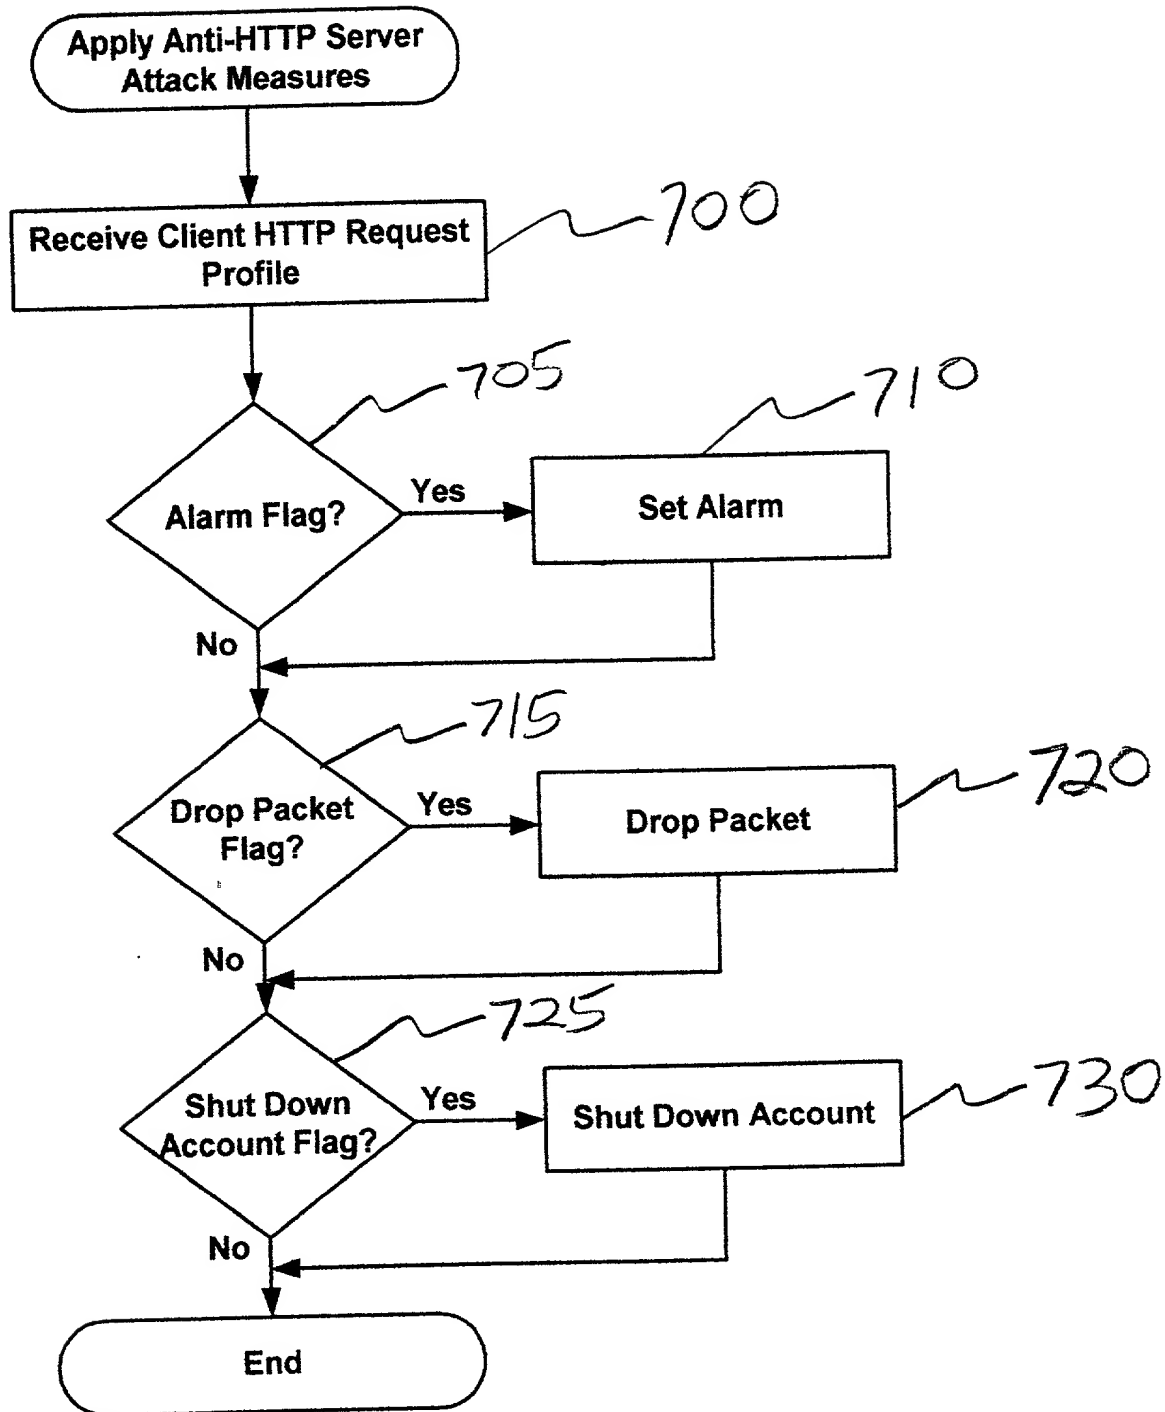 Apply Anti-HTTP Server
Attack Measures
Receive Client HTTP Request
Profile
700
705
710
Alarm Flag?
Yes
Set Alarm
No
715
720
Drop Packet
Flag?
Yes
Drop Packet
No
725
730
Shut Down
Account Flag?
Yes
Shut Down Account
No
End